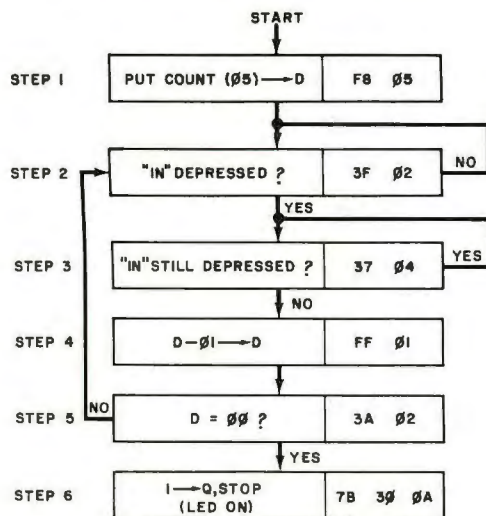 START
STEP 1 PUT COUNT (Ø5)→D F8 Ø5
STEP 2 "IN" DEPRESSED ? 3F Ø2 NO
YES
STEP 3 "IN" STILL DEPRESSED ? 37 Ø4 YES
NO
STEP 4 D-Ø1→D FF Ø1
NO
STEP 5 D = ØØ ? 3A Ø2
YES
STEP 6 1→Q,STOP 7B 3Ø ØA
(LED ON)